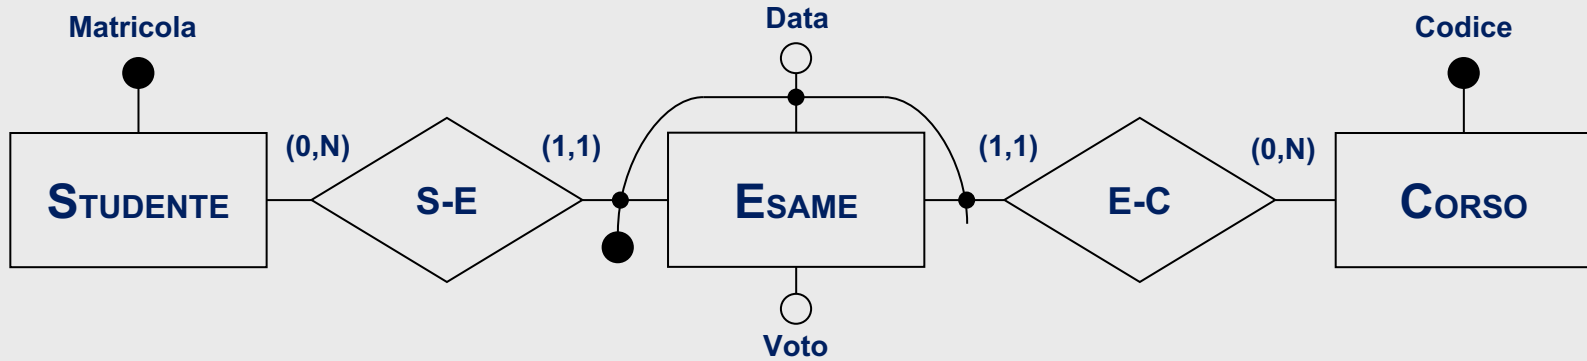 Data
Matricola
Codice
(0,N)
(1,1)
(1,1)
(0,N)
STUDENTE
S-E
ESAME
E-C
CORSO
Voto